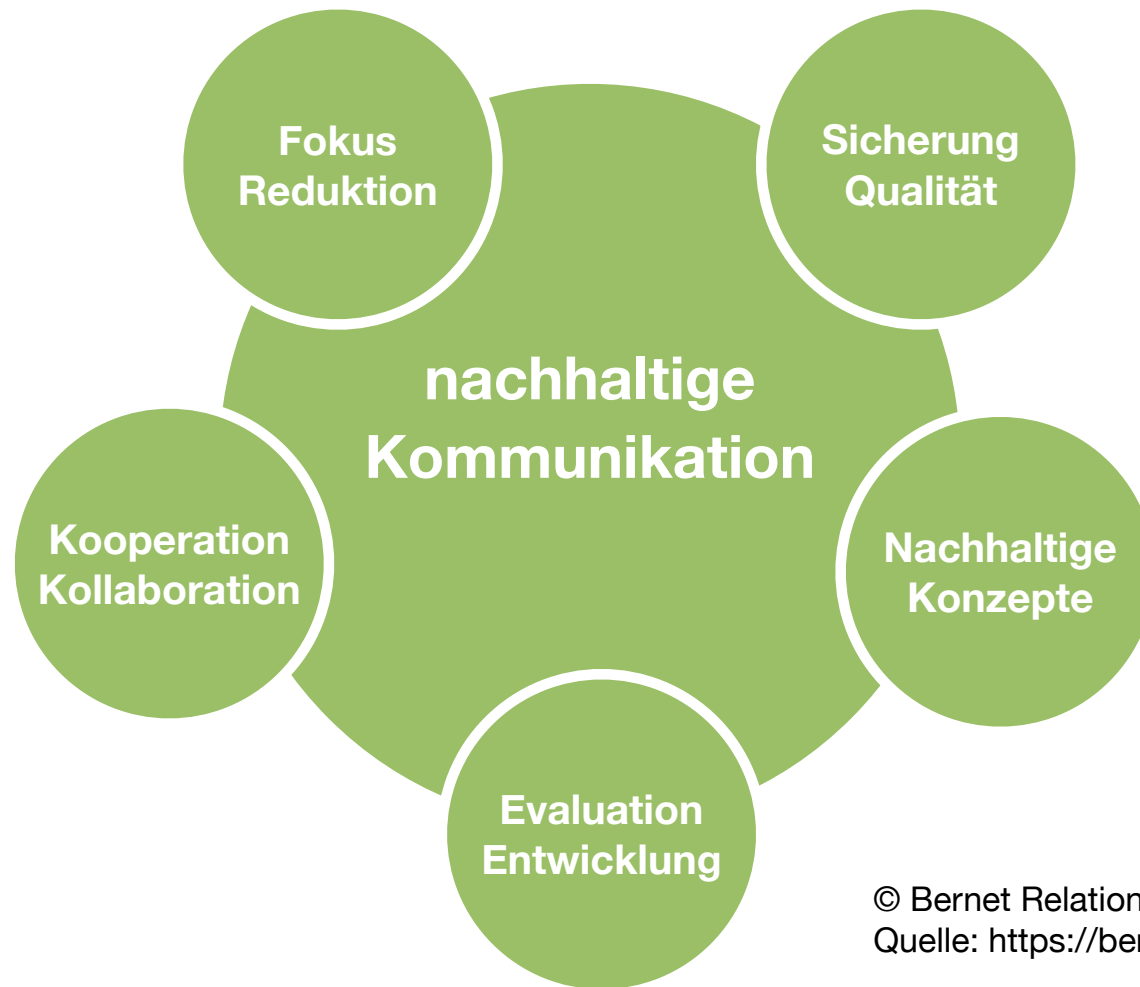 Fokus
Reduktion
Sicherung
Qualität
nachhaltige
Kommunikation
Kooperation
Kollaboration
Nachhaltige
Konzepte
Evaluation
Entwicklung
© Bernet Relation
Quelle: https://ber